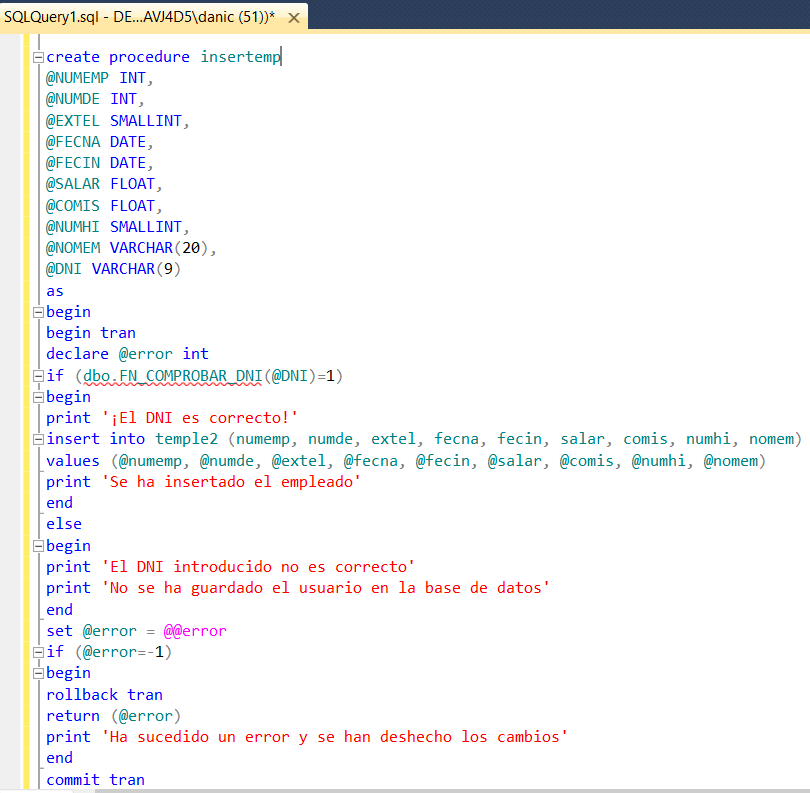 SQLQuery1.sql - DE...AVJ4D5\danic (51))*
create procedure insertemp
@NUMEMP INT,
@NUMDE INT,
@EXTEL SMALLINT,
@FECNA DATE,
@FECIN DATE,
@SALAR FLOAT,
@COMIS FLOAT,
@NUMHI SMALLINT,
@NOMEM VARCHAR(20),
@DNI VARCHAR(9)
as
begin
begin tran
declare @error int
if (dbo.FN_COMPROBAR_DNI(@DNI)=1)
begin
print '¡El DNI es correcto!'
insert into temple2 (numemp, numde, extel, fecna, fecin, salar, comis, numhi, nomem)
values (@numemp, @numde, @extel, @fecna, @fecin, @salar, @comis, @numhi, @nomem)
print 'Se ha insertado el empleado'
end
else
begin
print 'El DNI introducido no es correcto'
print 'No se ha guardado el usuario en la base de datos'
end
set @error = @@error
if (@error=-1)
begin
rollback tran
return (@error)
print 'Ha sucedido un error y se han deshecho los cambios'
end
commit tran